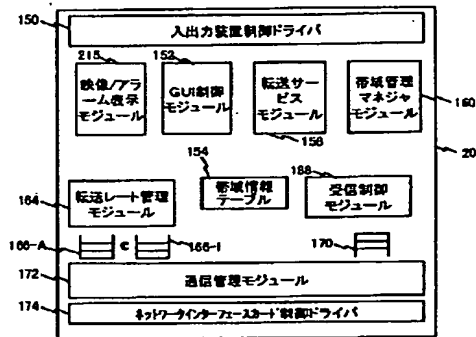 150
入出力装置制御ドライバ
215
映像/アラ
ーム表示
モジュール
152
GUI制御
モジュール
転送サー
ビス
モジュール
156
帯域管理
マネジャ
モジュール
160
20
164
転送レート管理
モジュール
154
帯域情報
テーブル
168
受信制御
モジュール
166-A
166-I
170
172
通信管理モジュール
174
ネットワークインターフェースカード制御ドライバ